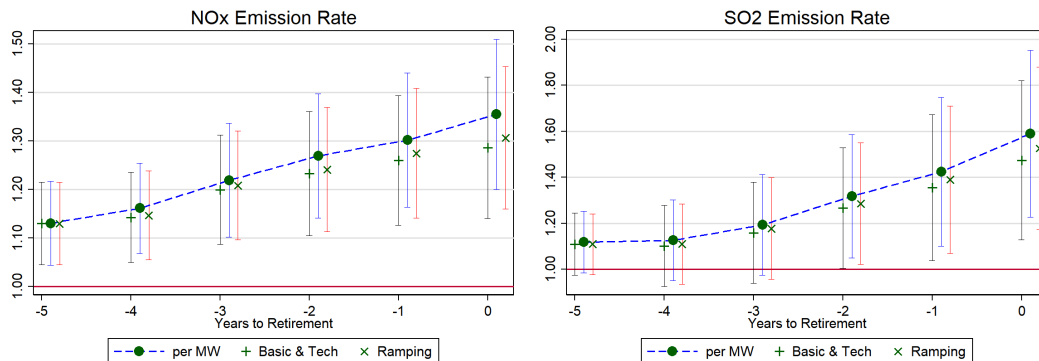 NOx Emission Rate
1.50
1.40
1.30
1.20
1.10
1.00
-5 -4 -3 -2 -1 0
Years to Retirement
per MW Basic & Tech Ramping
SO2 Emission Rate
2.00
1.80
1.60
1.40
1.20
1.00
-5 -4 -3 -2 -1 0
Years to Retirement
per MW Basic & Tech Ramping